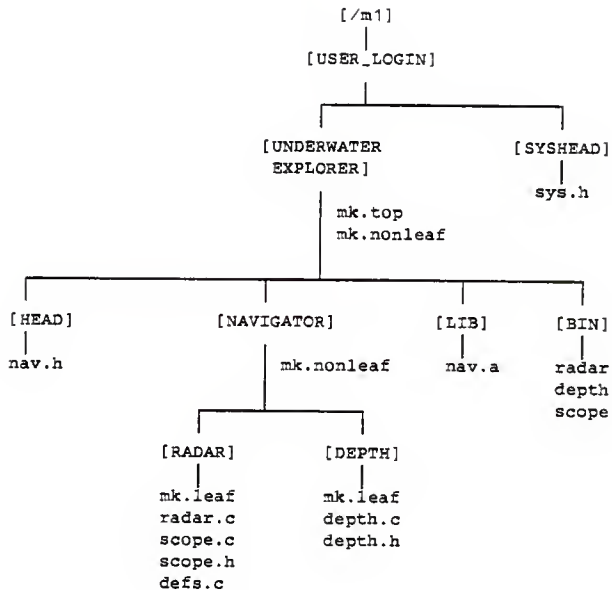 [/m1]
[USER_LOGIN]
[UNDERWATER
EXPLORER]
[SYSHEAD]
sys.h
mk.top
mk.nonleaf
[HEAD]
[NAVIGATOR]
[LIB]
[BIN]
nav.h
mk.nonleaf
nav.a
radar
depth
scope
[RADAR]
[DEPTH]
mk.leaf
radar.c
scope.c
scope.h
defs.c
mk.leaf
depth.c
depth.h